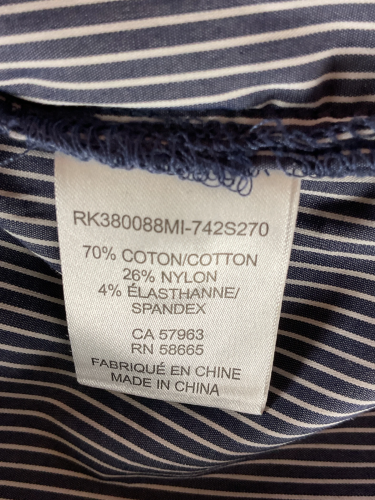 RK380088MI-742S270
70% COTON/COTTON
26% NYLON
4% ÉLASTHANNE/
SPANDEX
CA 57963
RN 58665
FABRIQUÉ EN CHINE
MADE IN CHINA